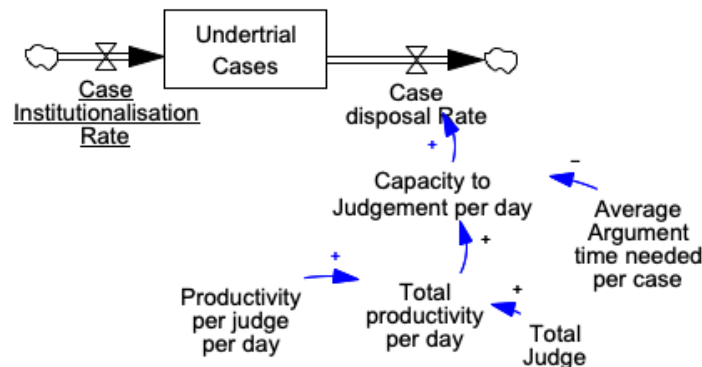 Undertrial
Cases
Case
Institutionalisation
Rate
Case
disposal Rate
+
Capacity to
Judgement per day
−
Average
Argument
time needed
per case
+
+
Productivity
per judge
per day
Total
productivity
per day
+
Total
Judge